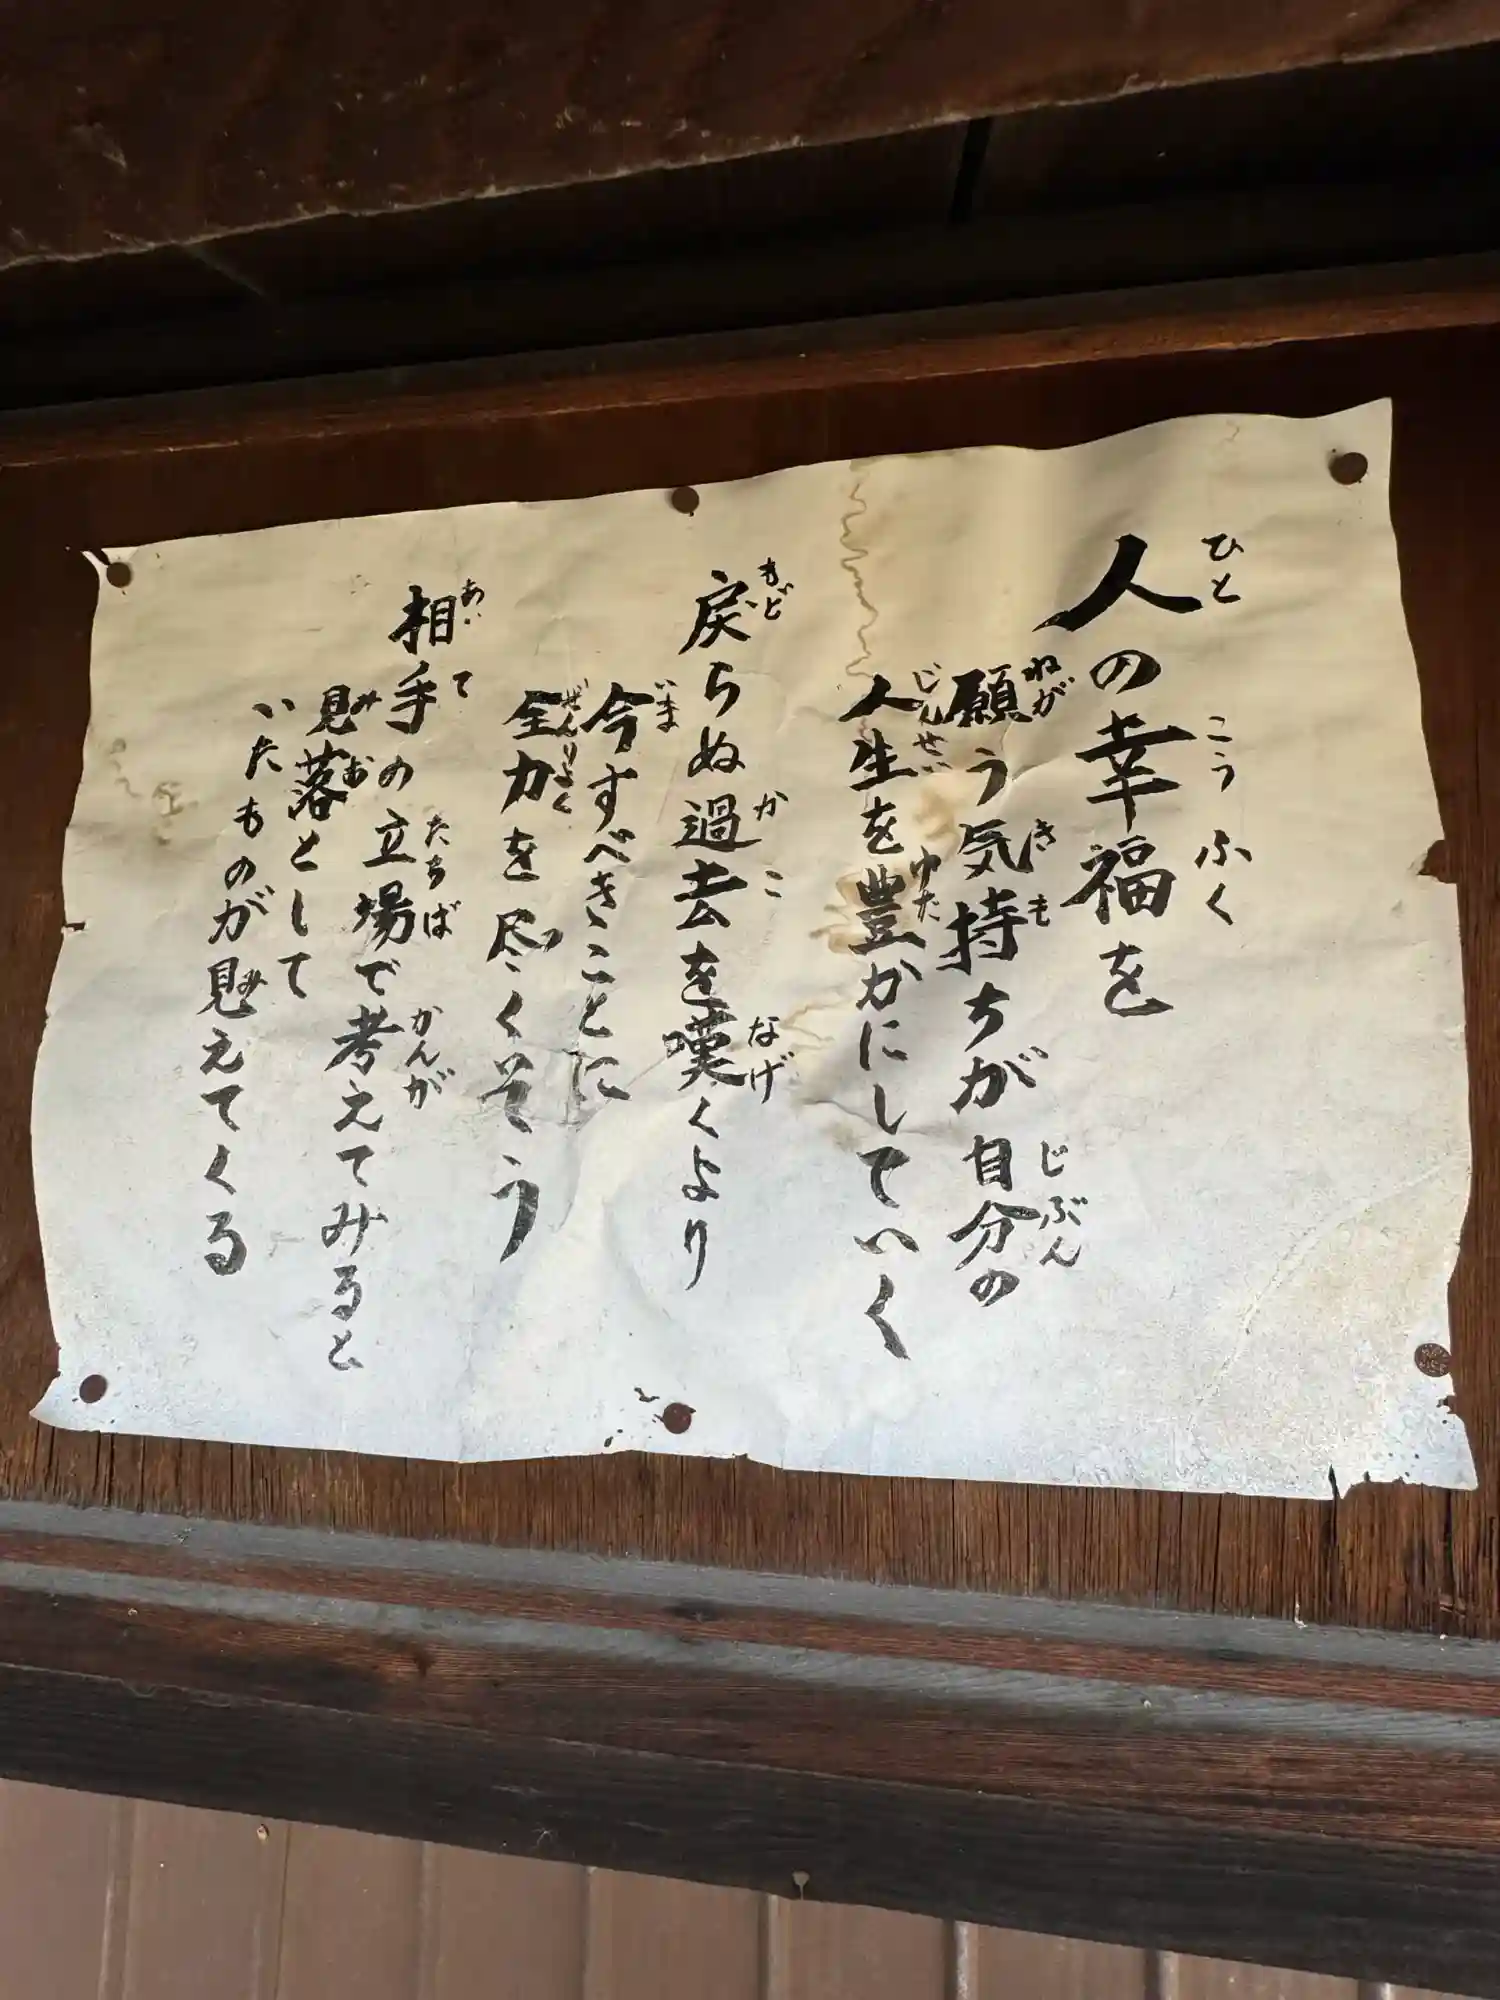 人の幸福を
願う気持ちが自分の
人生を豊かにしていく
戻らぬ過去を嘆くより
今すべきことに
全力を尽くそう
相手の立場で考えてみると
見落として
いたものが見えてくる